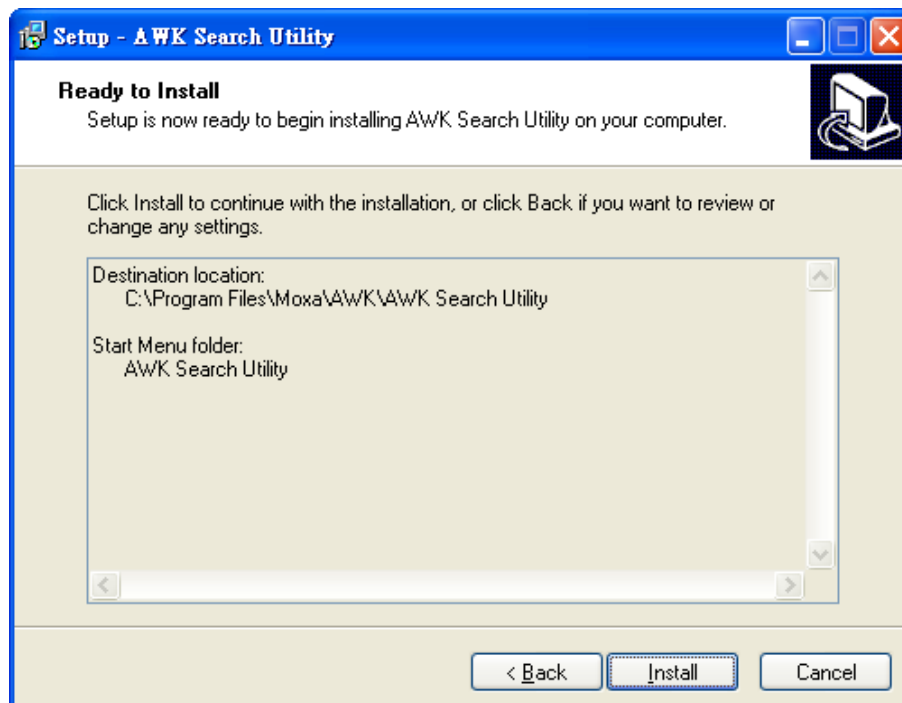 Setup - AWK Search Utility
Ready to Install
Setup is now ready to begin installing AWK Search Utility on your computer.
Click Install to continue with the installation, or click Back if you want to review or
change any settings.
Destination location:
C:\Program Files\Moxa\AWK\AWK Search Utility
Start Menu folder:
AWK Search Utility
< Back
Install
Cancel